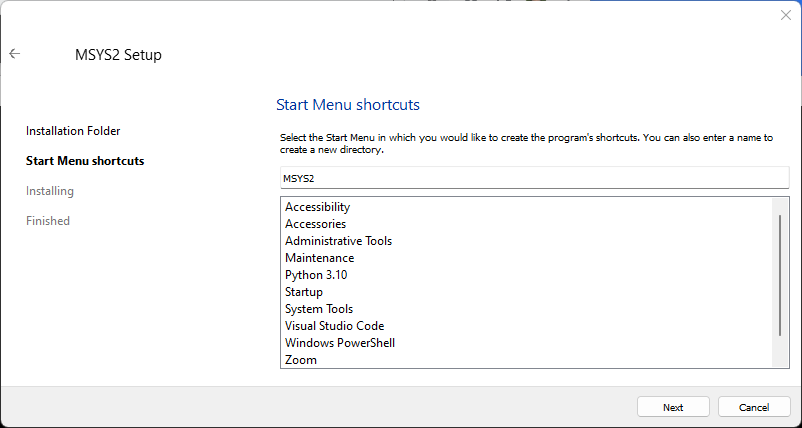 MSYS2 Setup
Installation Folder
Start Menu shortcuts
Installing
Finished
Start Menu shortcuts
Select the Start Menu in which you would like to create the program's shortcuts. You can also enter a name to
create a new directory.
MSYS2
Accessibility
Accessories
Administrative Tools
Maintenance
Python 3.10
Startup
System Tools
Visual Studio Code
Windows PowerShell
Zoom
Next
Cancel